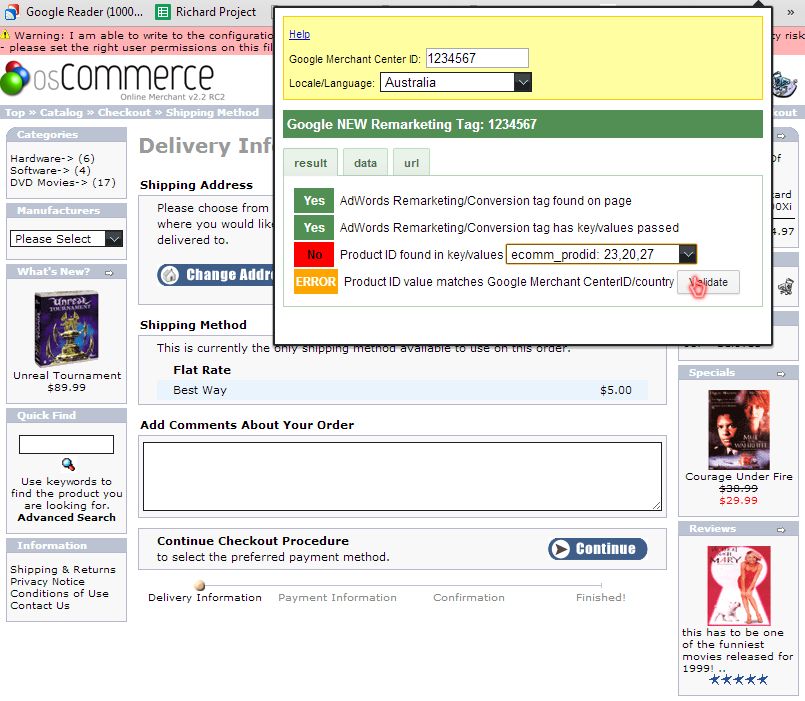 Google Reader (1000...
Richard Project
»
Warning: I am able to write to the configuratio
ty risk
- please set the right user permissions on this fil
osCommerce
Online Merchant v2.2 RC2
Top » Catalog » Checkout » Shipping Method
Categories
Hardware-> (6)
Software-> (4)
DVD Movies-> (17)
Manufacturers
Please Select
What's New?
Unreal Tournament
$89.99
Quick Find
Use keywords to
find the product you
are looking for.
Advanced Search
Information
Shipping & Returns
Privacy Notice
Conditions of Use
Contact Us
Delivery Info
Shipping Address
Please choose from
where you would like
delivered to.
Change Addre
Shipping Method
This is currently the only shipping method available to use on this order.
Flat Rate
Best Way
$5.00
Add Comments About Your Order
Continue Checkout Procedure
to select the preferred payment method.
Continue
Delivery Information
Payment Information
Confirmation
Finished!
Help
Google Merchant Center ID: 1234567
Locale/Language: Australia
Google NEW Remarketing Tag: 1234567
result
data
url
Yes AdWords Remarketing/Conversion tag found on page
Yes AdWords Remarketing/Conversion tag has key/values passed
No Product ID found in key/values ecomm_prodid: 23,20,27
ERROR Product ID value matches Google Merchant CenterID/country Validate
kout
Of
kard
00Xi
4.97
Specials
Courage Under Fire
$38.99
$29.99
Reviews
this has to be one
of the funniest
movies released for
1999! ..